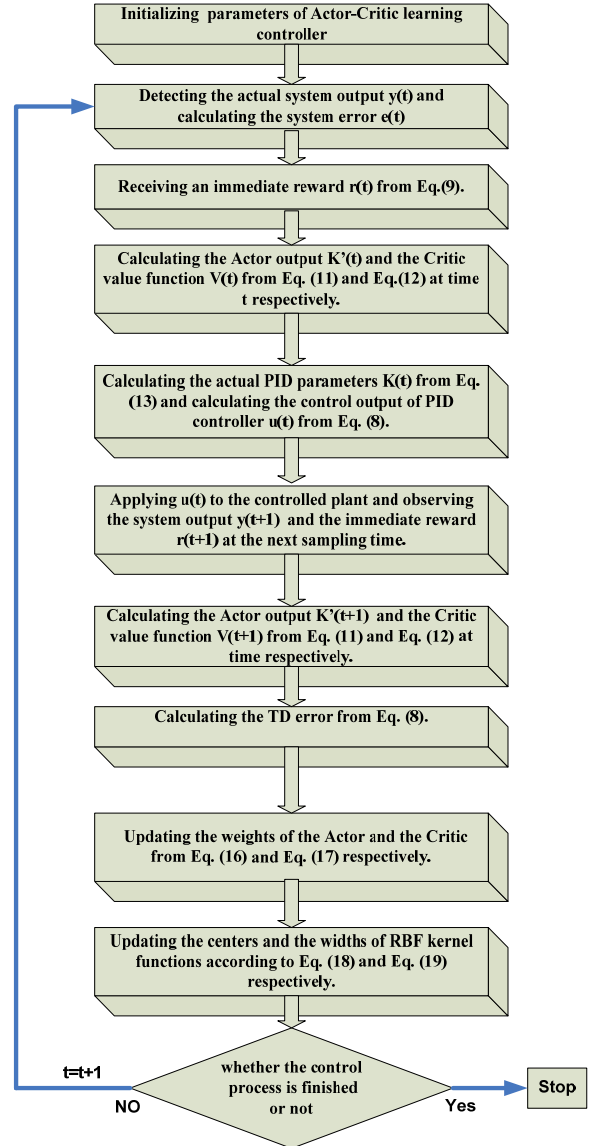 Initializing parameters of Actor-Critic learning
controller
Detecting the actual system output y(t) and
calculating the system error e(t)
Receiving an immediate reward r(t) from Eq.(9).
Calculating the Actor output K’(t) and the Critic
value function V(t) from Eq. (11) and Eq.(12) at time
t respectively.
Calculating the actual PID parameters K(t) from Eq.
(13) and calculating the control output of PID
controller u(t) from Eq. (8).
Applying u(t) to the controlled plant and observing
the system output y(t+1) and the immediate reward
r(t+1) at the next sampling time.
Calculating the Actor output K’(t+1) and the Critic
value function V(t+1) from Eq. (11) and Eq. (12) at
time respectively.
Calculating the TD error from Eq. (8).
Updating the weights of the Actor and the Critic
from Eq. (16) and Eq. (17) respectively.
Updating the centers and the widths of RBF kernel
functions according to Eq. (18) and Eq. (19)
respectively.
whether the control
process is finished
or not
t=t+1
NO
Yes
Stop